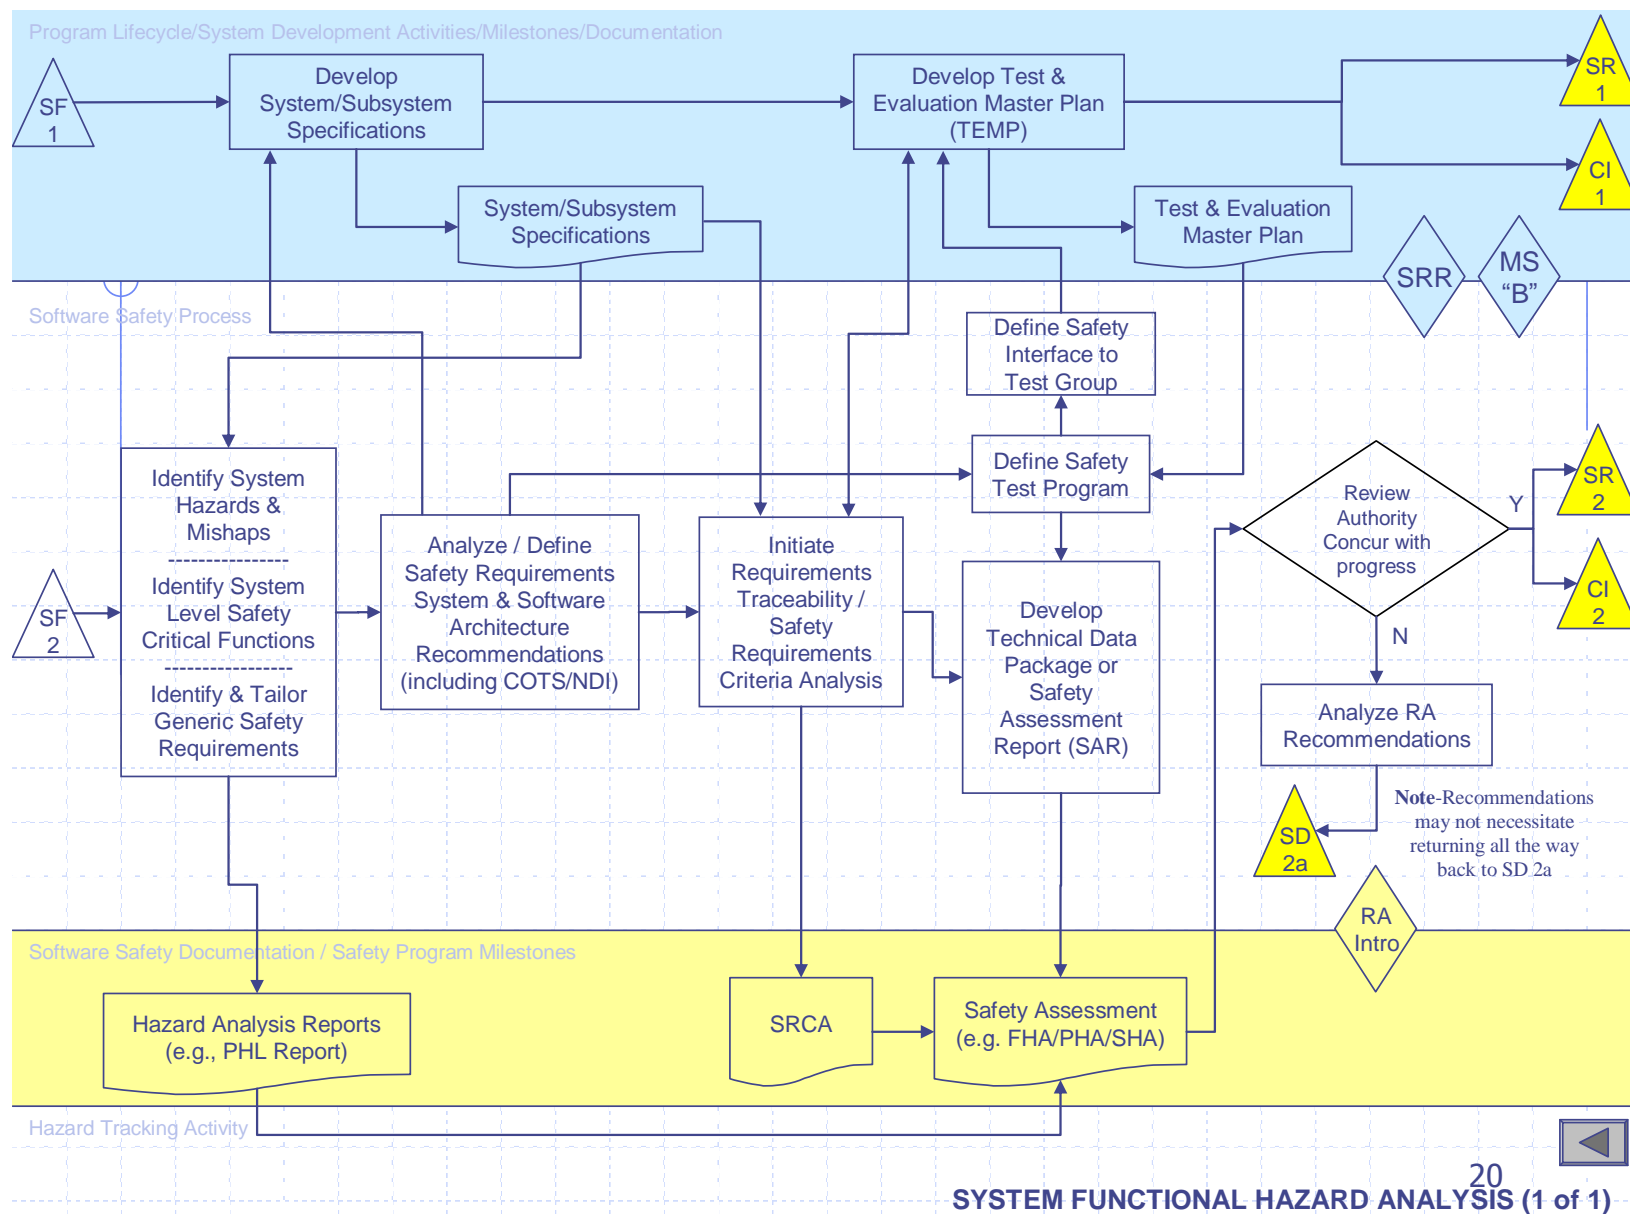 Program Lifecycle/System Development Activities/Milestones/Documentation
SF
1
Develop
System/Subsystem
Specifications
Develop Test &
Evaluation Master Plan
(TEMP)
SR
1
CI
1
System/Subsystem
Specifications
Test & Evaluation
Master Plan
SRR
MS
“B”
Software Safety Process
Define Safety
Interface to
Test Group
Define Safety
Test Program
Identify System
Hazards &
Mishaps
------------
Identify System
Level Safety
Critical Functions
-------------
Identify & Tailor
Generic Safety
Requirements
SF
2
Analyze / Define
Safety Requirements
System & Software
Architecture
Recommendations
(including COTS/NDI)
Initiate
Requirements
Traceability /
Safety
Requirements
Criteria Analysis
Develop
Technical Data
Package or
Safety
Assessment
Report (SAR)
Review
Authority
Concur with
progress
Y
N
SR
2
CI
2
Analyze RA
Recommendations
SD
2a
Note-Recommendations
may not necessitate
returning all the way
back to SD 2a
RA
Intro
Software Safety Documentation / Safety Program Milestones
Hazard Analysis Reports
(e.g., PHL Report)
SRCA
Safety Assessment
(e.g. FHA/PHA/SHA)
Hazard Tracking Activity
20
SYSTEM FUNCTIONAL HAZARD ANALYSIS (1 of 1)